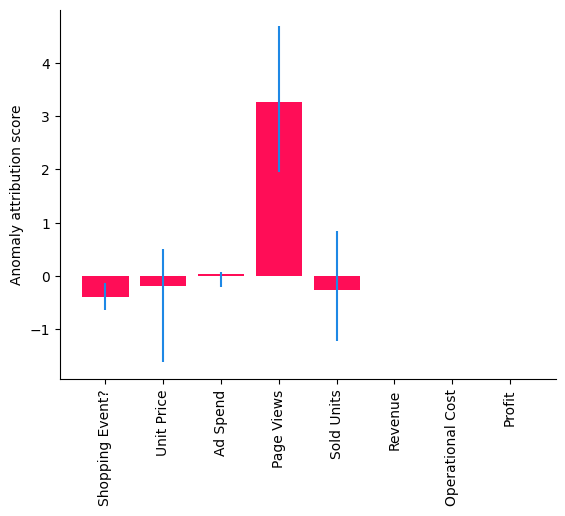 Anomaly attribution score
4
3
2
1
0
−1
Shopping Event?
Unit Price
Ad Spend
Page Views
Sold Units
Revenue
Operational Cost
Profit